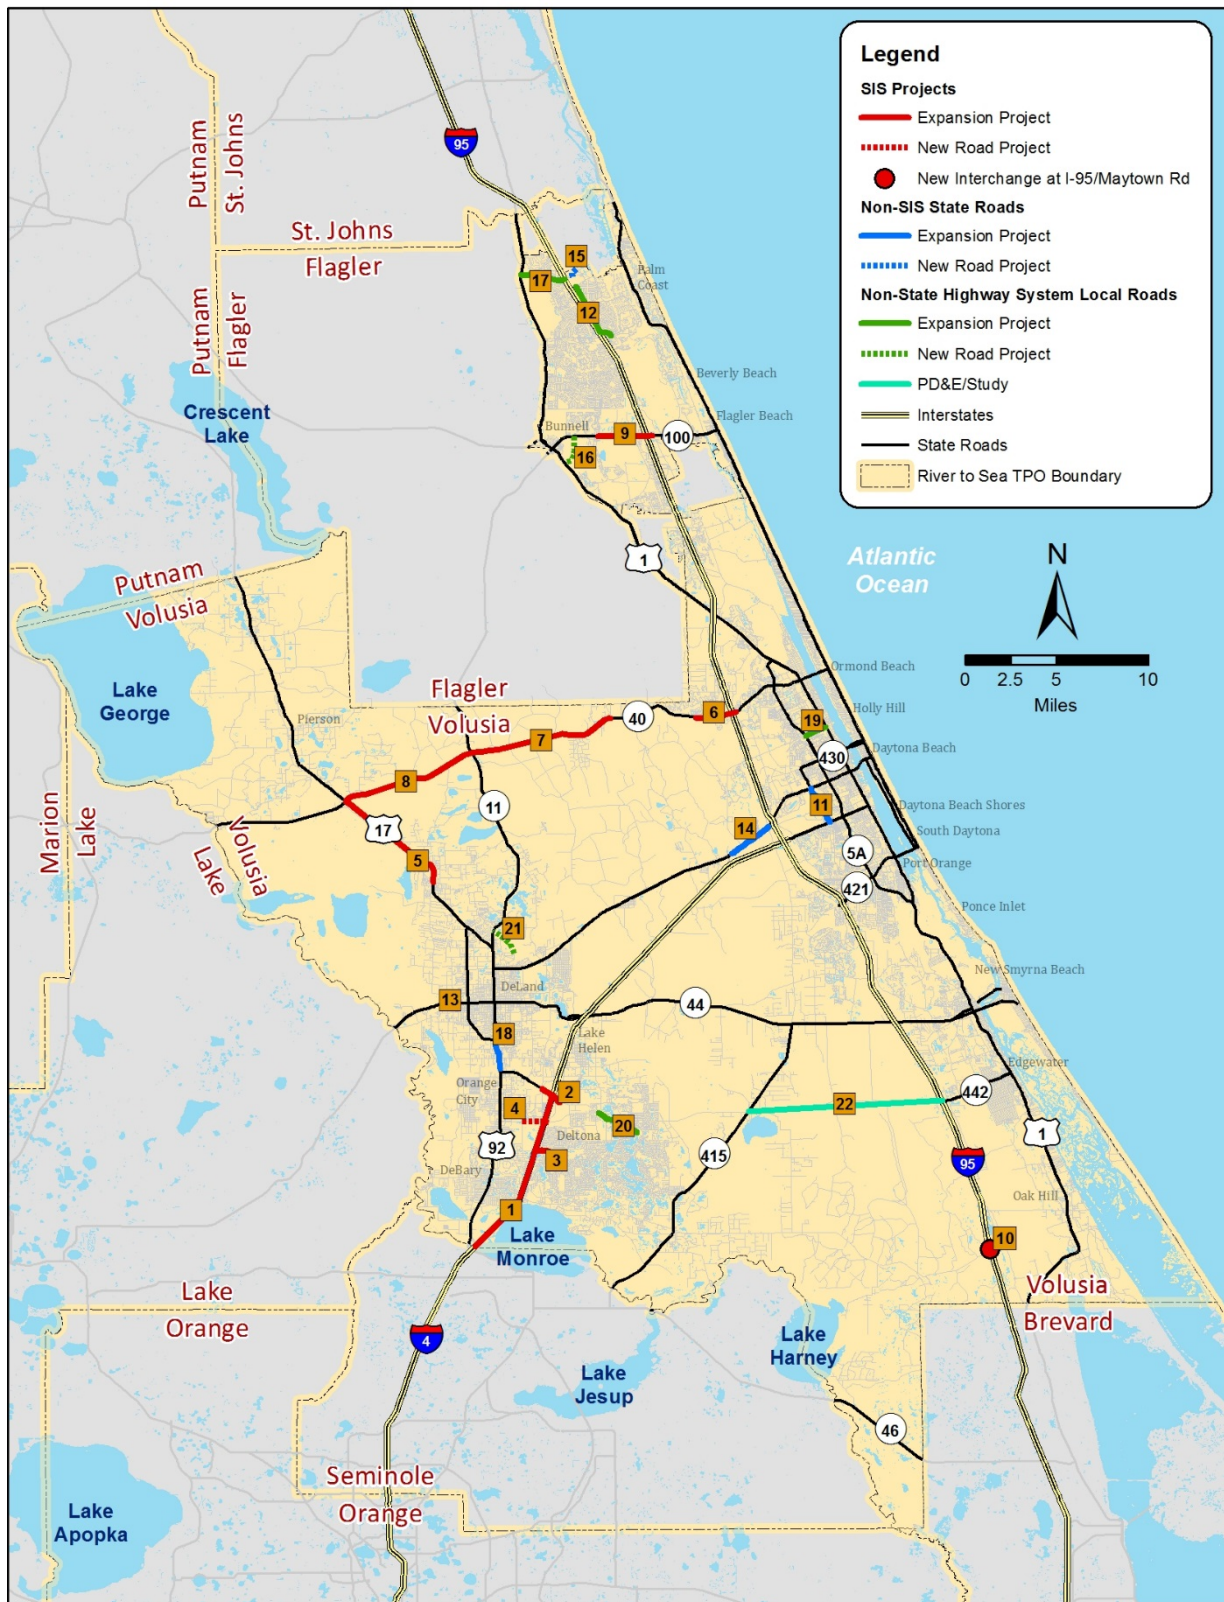 Legend
SIS Projects
Expansion Project
New Road Project
New Interchange at I-95/Maytown Rd
Non-SIS State Roads
Expansion Project
New Road Project
Non-State Highway System Local Roads
Expansion Project
New Road Project
PD&E/Study
Interstates
State Roads
River to Sea TPO Boundary
95
Putnam
St. Johns
St. Johns
Flagler
15
17
Palm
Coast
12
Putnam
Flagler
Beverly Beach
Crescent
Lake
Flagler Beach
Bunnell
9
100
16
1
Atlantic
Ocean
N
0 2.5 5 10
Miles
Putnam
Volusia
Lake
George
Ormond Beach
Flagler
Volusia
Pierson
6
40
Holly Hill
19
7
Daytona Beach
430
8
11
11
Daytona Beach Shores
Marion
Lake
Volusia
Lake
17
14
South Daytona
5
5A
Port Orange
421
Ponce Inlet
21
New Smyrna Beach
DeLand
13
44
18
Lake
Helen
Edgewater
Orange
City
2
442
4
22
20
Deltona
92
1
415
3
95
DeBary
Oak Hill
1
Lake
Monroe
10
Lake
Orange
Volusia
Brevard
4
Lake
Harney
Lake
Jesup
46
Seminole
Orange
Lake
Apopka